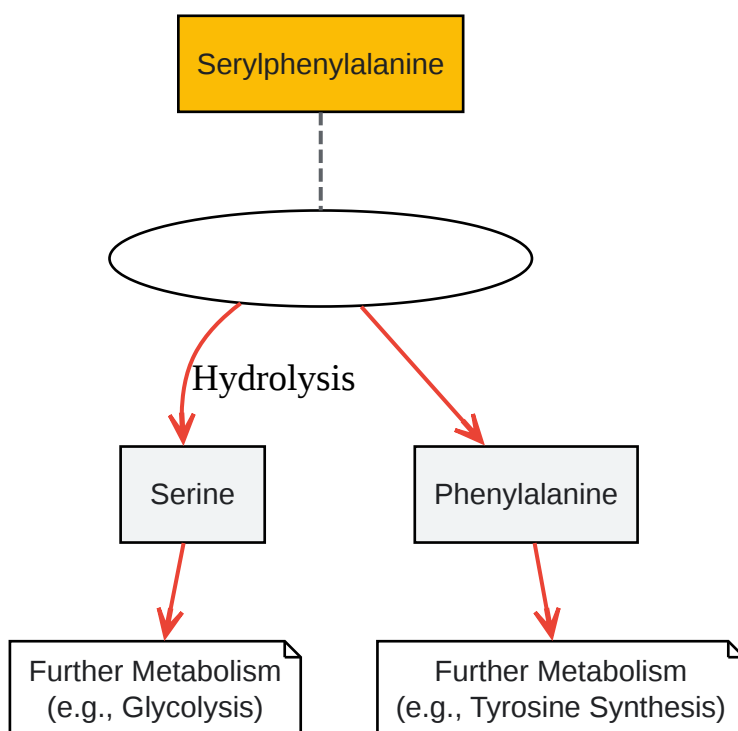 Serylphenylalanine
Hydrolysis
Serine
Phenylalanine
Further Metabolism
(e.g., Glycolysis)
Further Metabolism
(e.g., Tyrosine Synthesis)